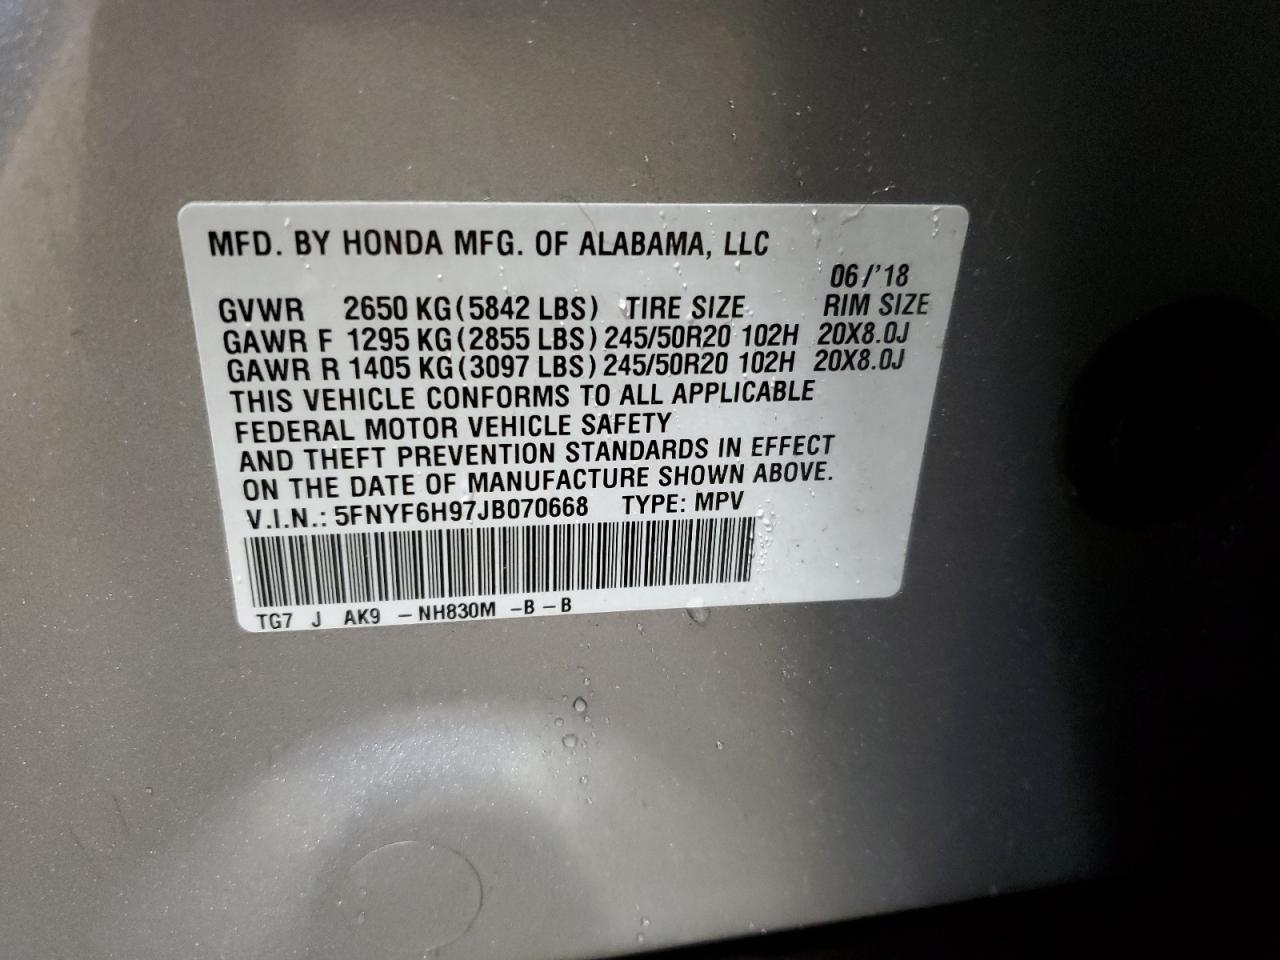 MFD. BY HONDA MFG. OF ALABAMA, LLC
06/'18
GVWR 2650 KG(5842 LBS) TIRE SIZE RIM SIZE
GAWR F 1295 KG(2855 LBS) 245/50R20 102H 20X8.0J
GAWR R 1405 KG(3097 LBS) 245/50R20 102H 20X8.0J
THIS VEHICLE CONFORMS TO ALL APPLICABLE
FEDERAL MOTOR VEHICLE SAFETY
AND THEFT PREVENTION STANDARDS IN EFFECT
ON THE DATE OF MANUFACTURE SHOWN ABOVE.
V.I.N.: 5FNYF6H97JB070668 TYPE: MPV
TG7 J AK9 -NH830M -B-B